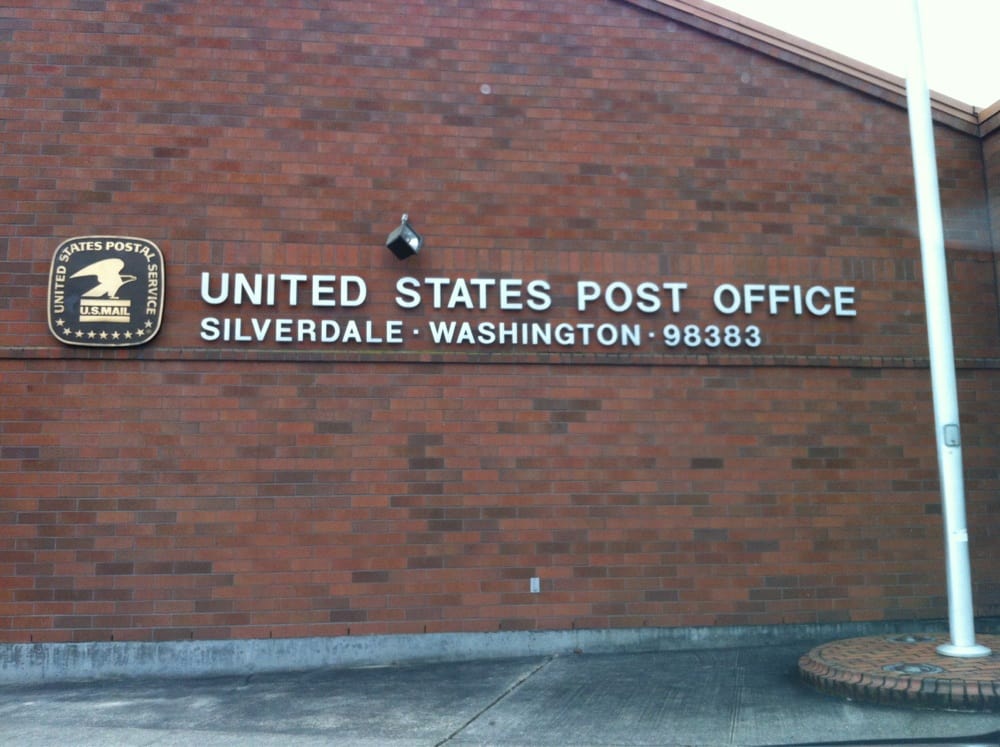 UNITED STATES POSTAL SERVICE
U.S.MAIL
UNITED STATES POST OFFICE
SILVERDALE · WASHINGTON · 98383